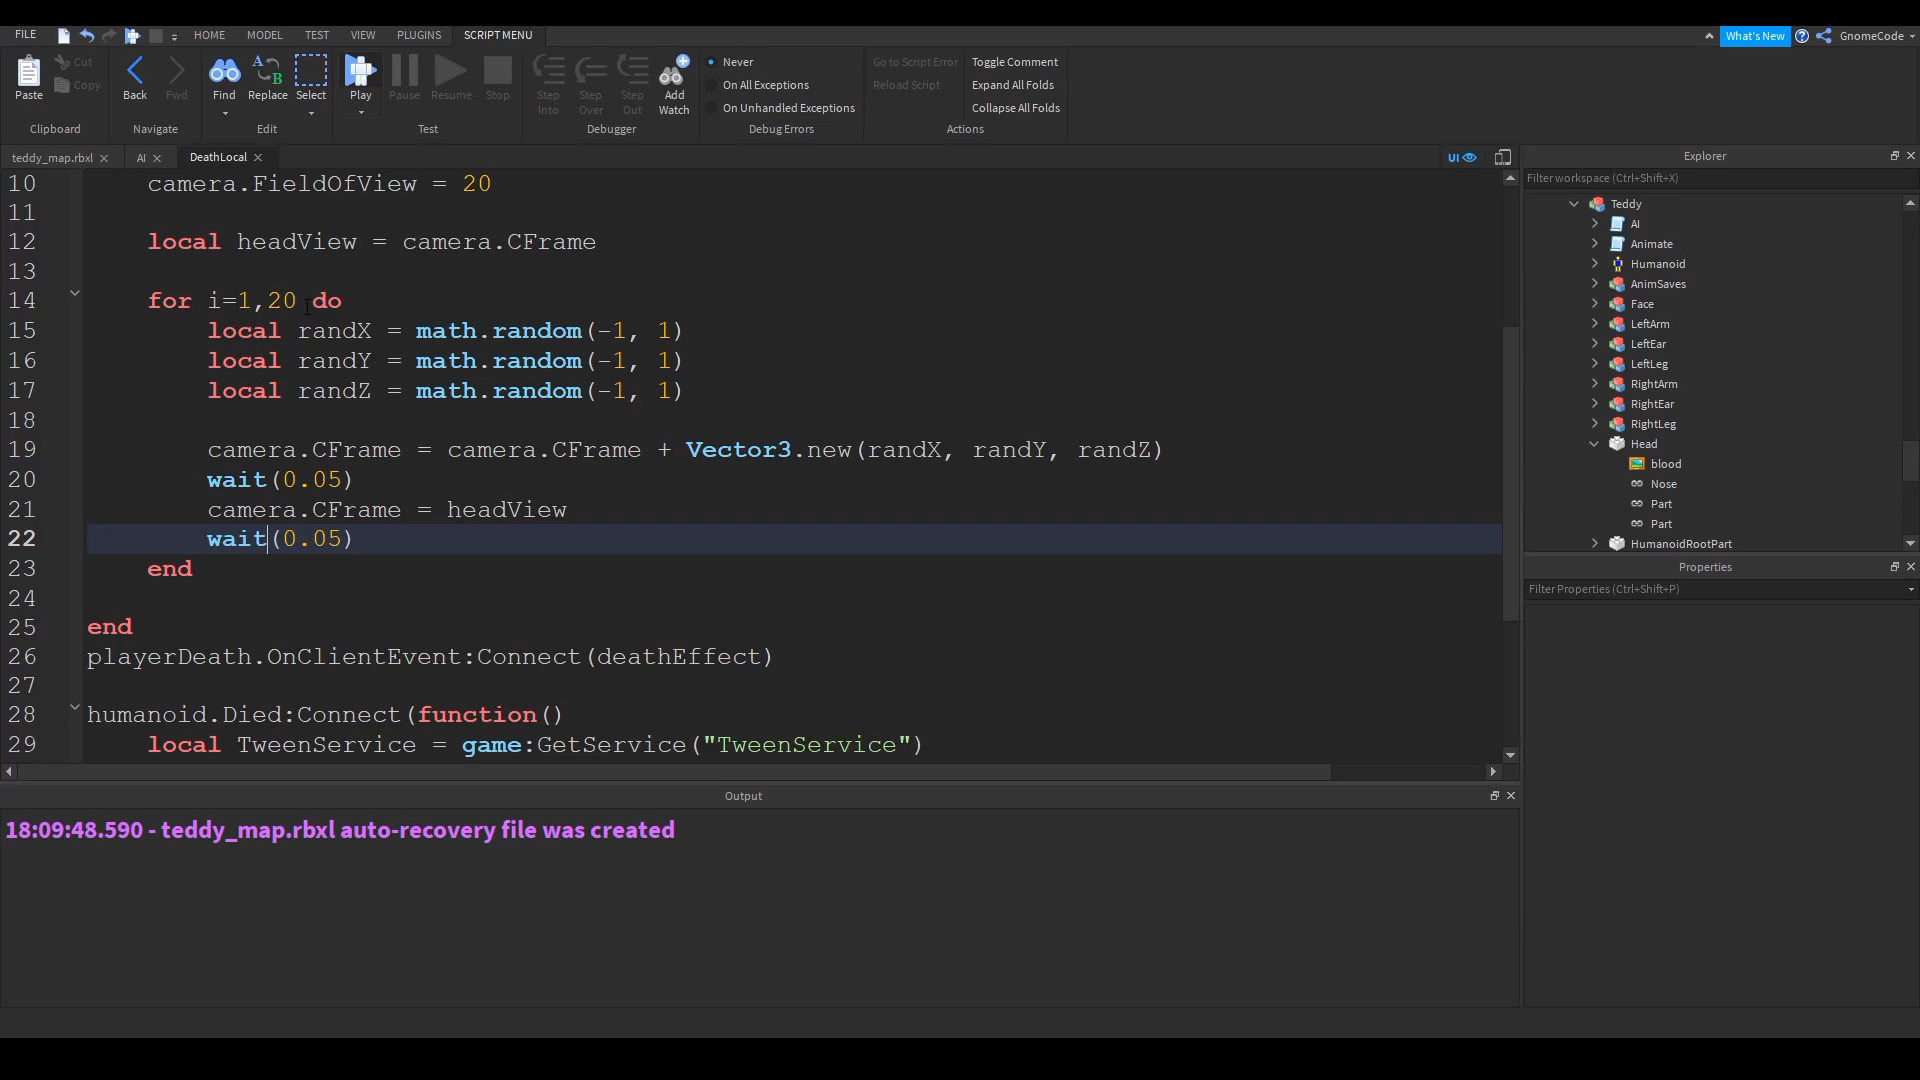 FILE
HOME
MODEL
TEST
VIEW
PLUGINS
SCRIPT MENU
What's New
GnomeCode
Paste
Cut
Copy
Clipboard
Back
Fwd
Navigate
Find
Replace
Select
Edit
Play
Pause
Resume
Stop
Test
Step Into
Step Over
Step Out
Add Watch
Debugger
Never
On All Exceptions
On Unhandled Exceptions
Debug Errors
Go to Script Error
Reload Script
Toggle Comment
Expand All Folds
Collapse All Folds
Actions
teddy_map.rbxl
AI
DeathLocal
UI
10 camera.FieldOfView = 20
11
12 local headView = camera.CFrame
13
14 for i=1,20 do
15 local randX = math.random(-1, 1)
16 local randY = math.random(-1, 1)
17 local randZ = math.random(-1, 1)
18
19 camera.CFrame = camera.CFrame + Vector3.new(randX, randY, randZ)
20 wait(0.05)
21 camera.CFrame = headView
22 wait(0.05)
23 end
24
25 end
26 playerDeath.OnClientEvent:Connect(deathEffect)
27
28 humanoid.Died:Connect(function()
29 local TweenService = game:GetService("TweenService")
Output
18:09:48.590 - teddy_map.rbxl auto-recovery file was created
Explorer
Filter workspace (Ctrl+Shift+X)
Teddy
AI
Animate
Humanoid
AnimSaves
Face
LeftArm
LeftEar
LeftLeg
RightArm
RightEar
RightLeg
Head
blood
Nose
Part
Part
HumanoidRootPart
Properties
Filter Properties (Ctrl+Shift+P)